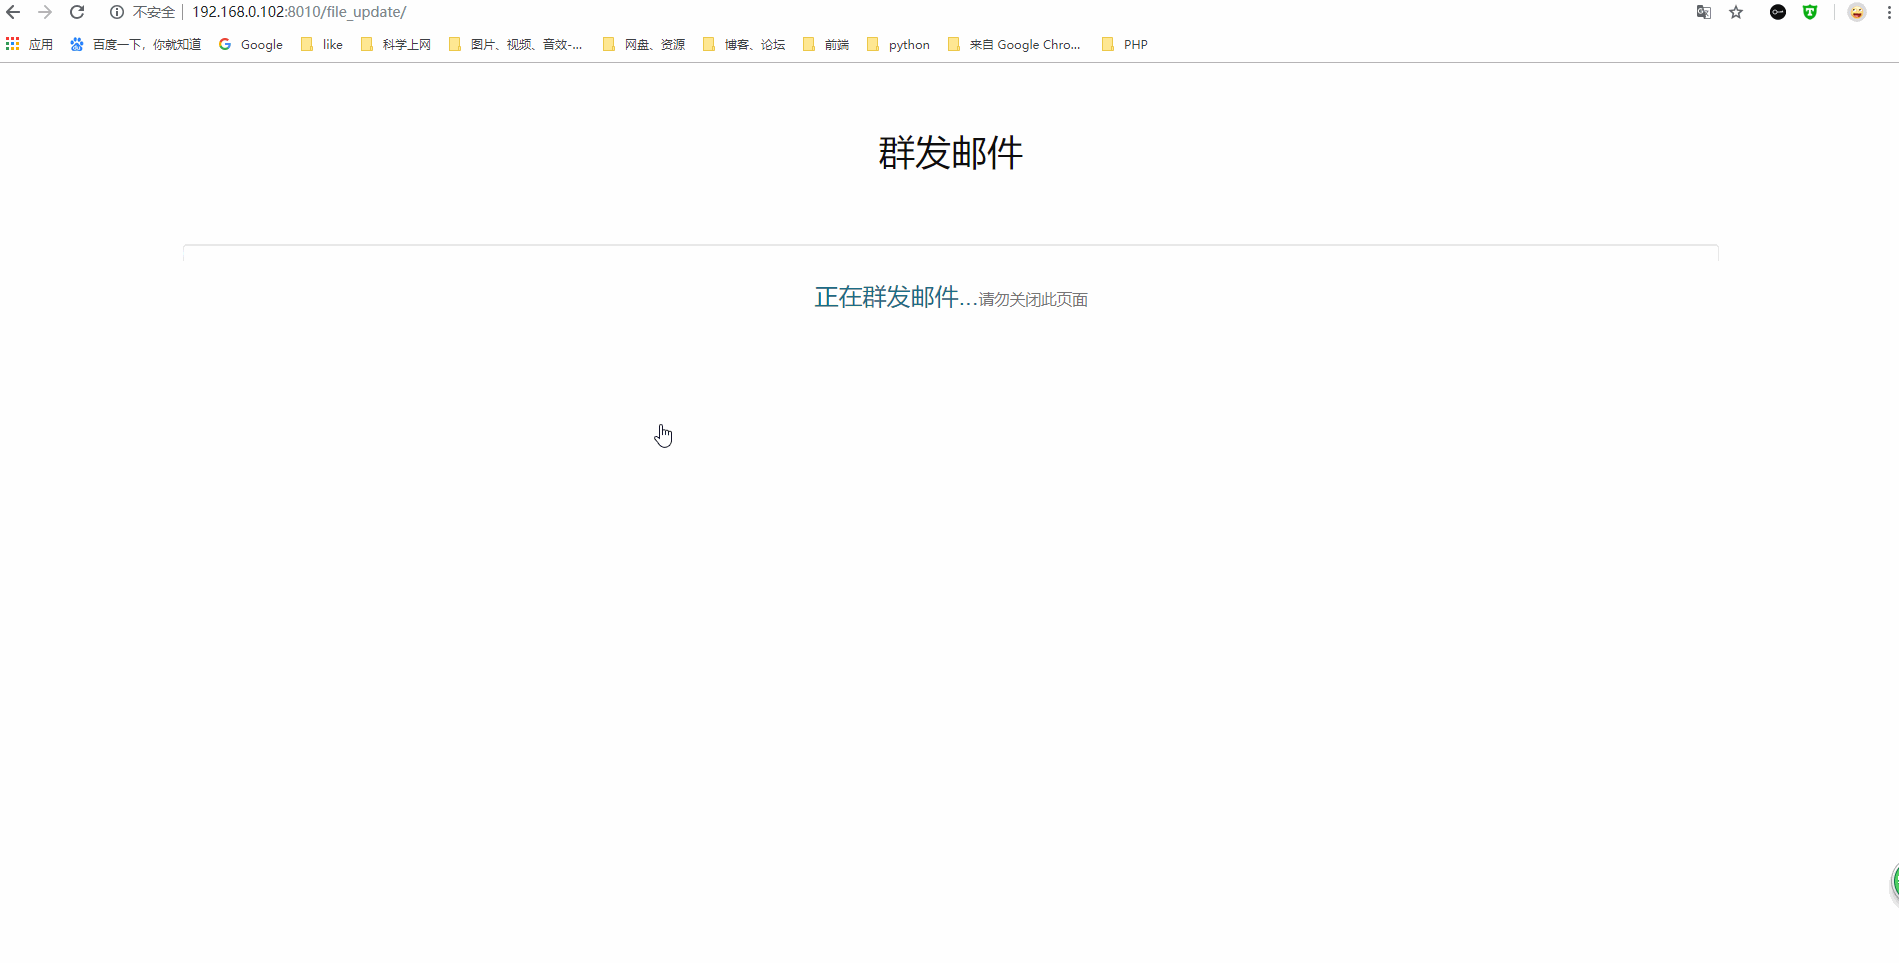 不安全 192.168.0.102:8010/file_update/
应用 百度一下，你就知道 Google like 科学上网 图片、视频、音效-... 网盘、资源 博客、论坛 前端 python 来自 Google Chro... PHP
群发邮件
正在群发邮件...请勿关闭此页面